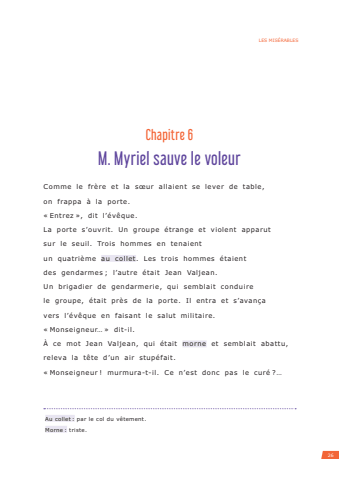 LES MISÉRABLES
Chapitre 6
M. Myriel sauve le voleur
Comme le frère et la sœur allaient se lever de table,
on frappa à la porte.
« Entrez », dit l'évêque.
La porte s'ouvrit. Un groupe étrange et violent apparut
sur le seuil. Trois hommes en tenaient
un quatrième au collet. Les trois hommes étaient
des gendarmes ; l'autre était Jean Valjean.
Un brigadier de gendarmerie, qui semblait conduire
le groupe, était près de la porte. Il entra et s'avança
vers l'évêque en faisant le salut militaire.
« Monseigneur... » dit-il.
À ce mot Jean Valjean, qui était morne et semblait abattu,
releva la tête d'un air stupéfait.
« Monseigneur ! murmura-t-il. Ce n'est donc pas le curé ?...
Au collet : par le col du vêtement.
Morne : triste.